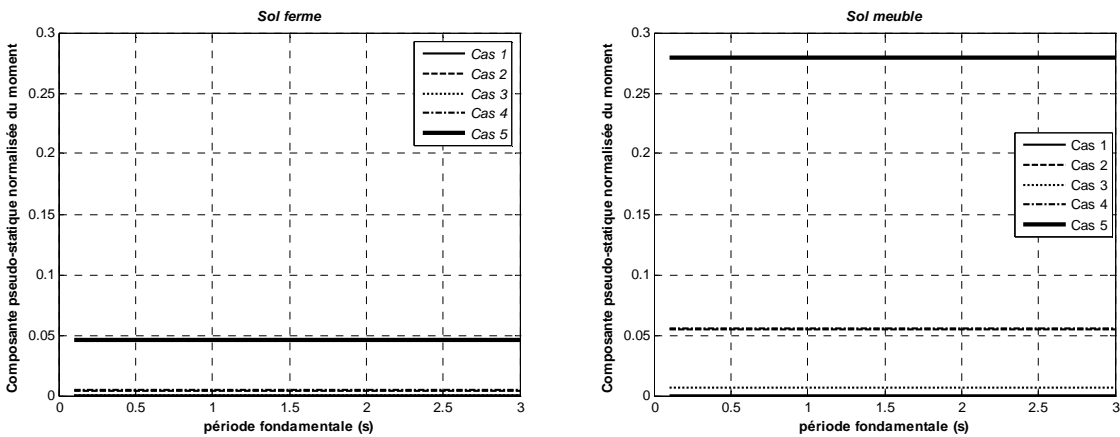 Sol ferme
Composante pseudo-statique normalisée du moment
0.3
0.25
0.2
0.15
0.1
0.05
0
0 0.5 1 1.5 2 2.5 3
période fondamentale (s)
Cas 1
Cas 2
Cas 3
Cas 4
Cas 5
Sol meuble
Composante pseudo-statique normalisée du moment
0.3
0.25
0.2
0.15
0.1
0.05
0
0 0.5 1 1.5 2 2.5 3
période fondamentale (s)
Cas 1
Cas 2
Cas 3
Cas 4
Cas 5